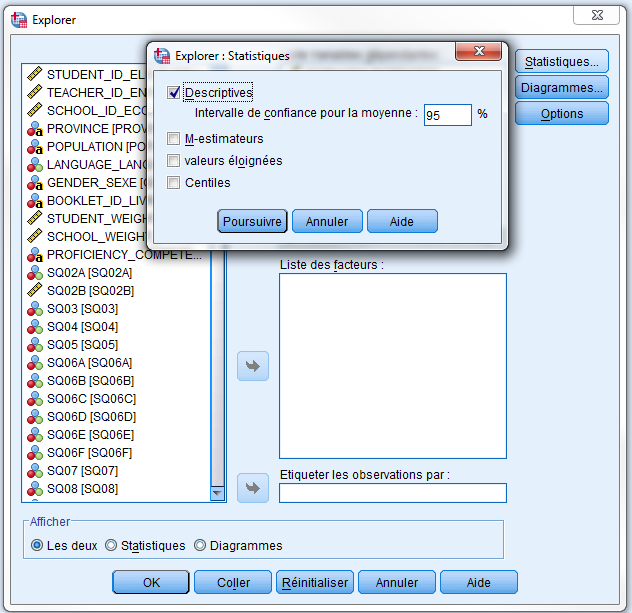 Explorer
Explorer : Statistiques
Descriptives
Intervalle de confiance pour la moyenne : 95 %
M-estimateurs
valeurs éloignées
Centiles
Poursuivre Annuler Aide
Statistiques...
Diagrammes...
Options
STUDENT_ID_EL
TEACHER_ID_EN
SCHOOL_ID_ECO
PROVINCE [PROV
POPULATION [PO
LANGUAGE_LANG
GENDER_SEXE [G
BOOKLET_ID_LIV
STUDENT_WEIGH
SCHOOL_WEIGHT
PROFICIENCY_COMPETE...
SQ02A [SQ02A]
SQ02B [SQ02B]
SQ03 [SQ03]
SQ04 [SQ04]
SQ05 [SQ05]
SQ06A [SQ06A]
SQ06B [SQ06B]
SQ06C [SQ06C]
SQ06D [SQ06D]
SQ06E [SQ06E]
SQ06F [SQ06F]
SQ07 [SQ07]
SQ08 [SQ08]
Liste des facteurs :
Etiqueter les observations par :
Afficher
Les deux Statistiques Diagrammes
OK Coller Réinitialiser Annuler Aide